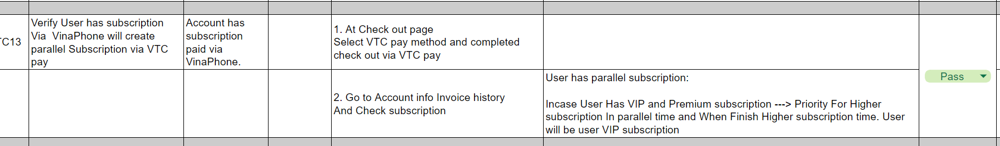 TC13
Verify User has subscription
Via  VinaPhone will create
parallel Subscription via VTC
pay
Account has
subscription
paid via
VinaPhone.
1. At Check out page
Select VTC pay method and completed
check out via VTC pay
Pass
2. Go to Account info Invoice history
And Check subscription
User has parallel subscription:
Incase User Has VIP and Premium subscription ---> Priority For Higher
subscription In parallel time and When Finish Higher subscription time. User
will be user VIP subscription